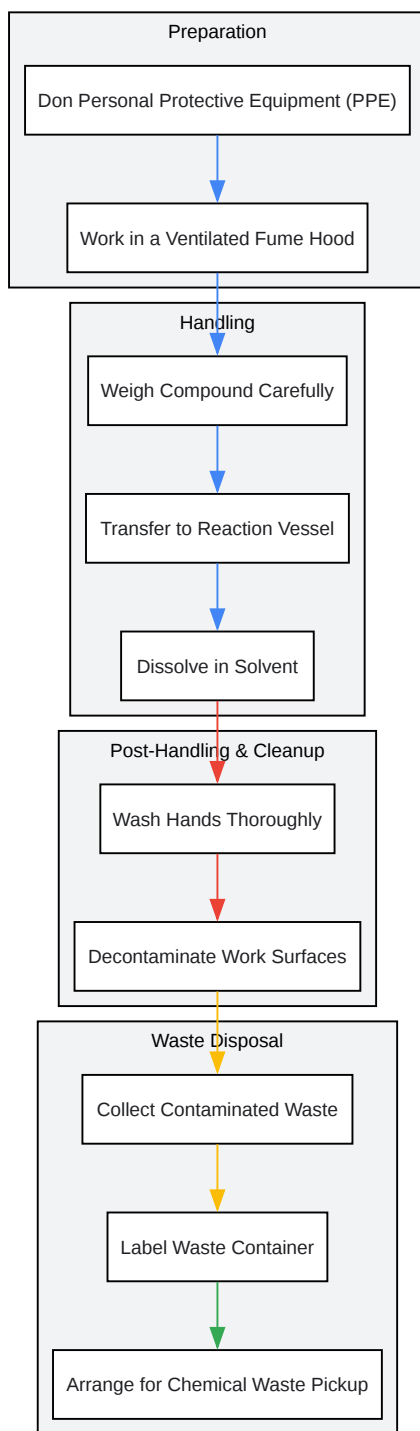 Preparation
Don Personal Protective Equipment (PPE)
Work in a Ventilated Fume Hood
Handling
Weigh Compound Carefully
Transfer to Reaction Vessel
Dissolve in Solvent
Post-Handling & Cleanup
Wash Hands Thoroughly
Decontaminate Work Surfaces
Waste Disposal
Collect Contaminated Waste
Label Waste Container
Arrange for Chemical Waste Pickup